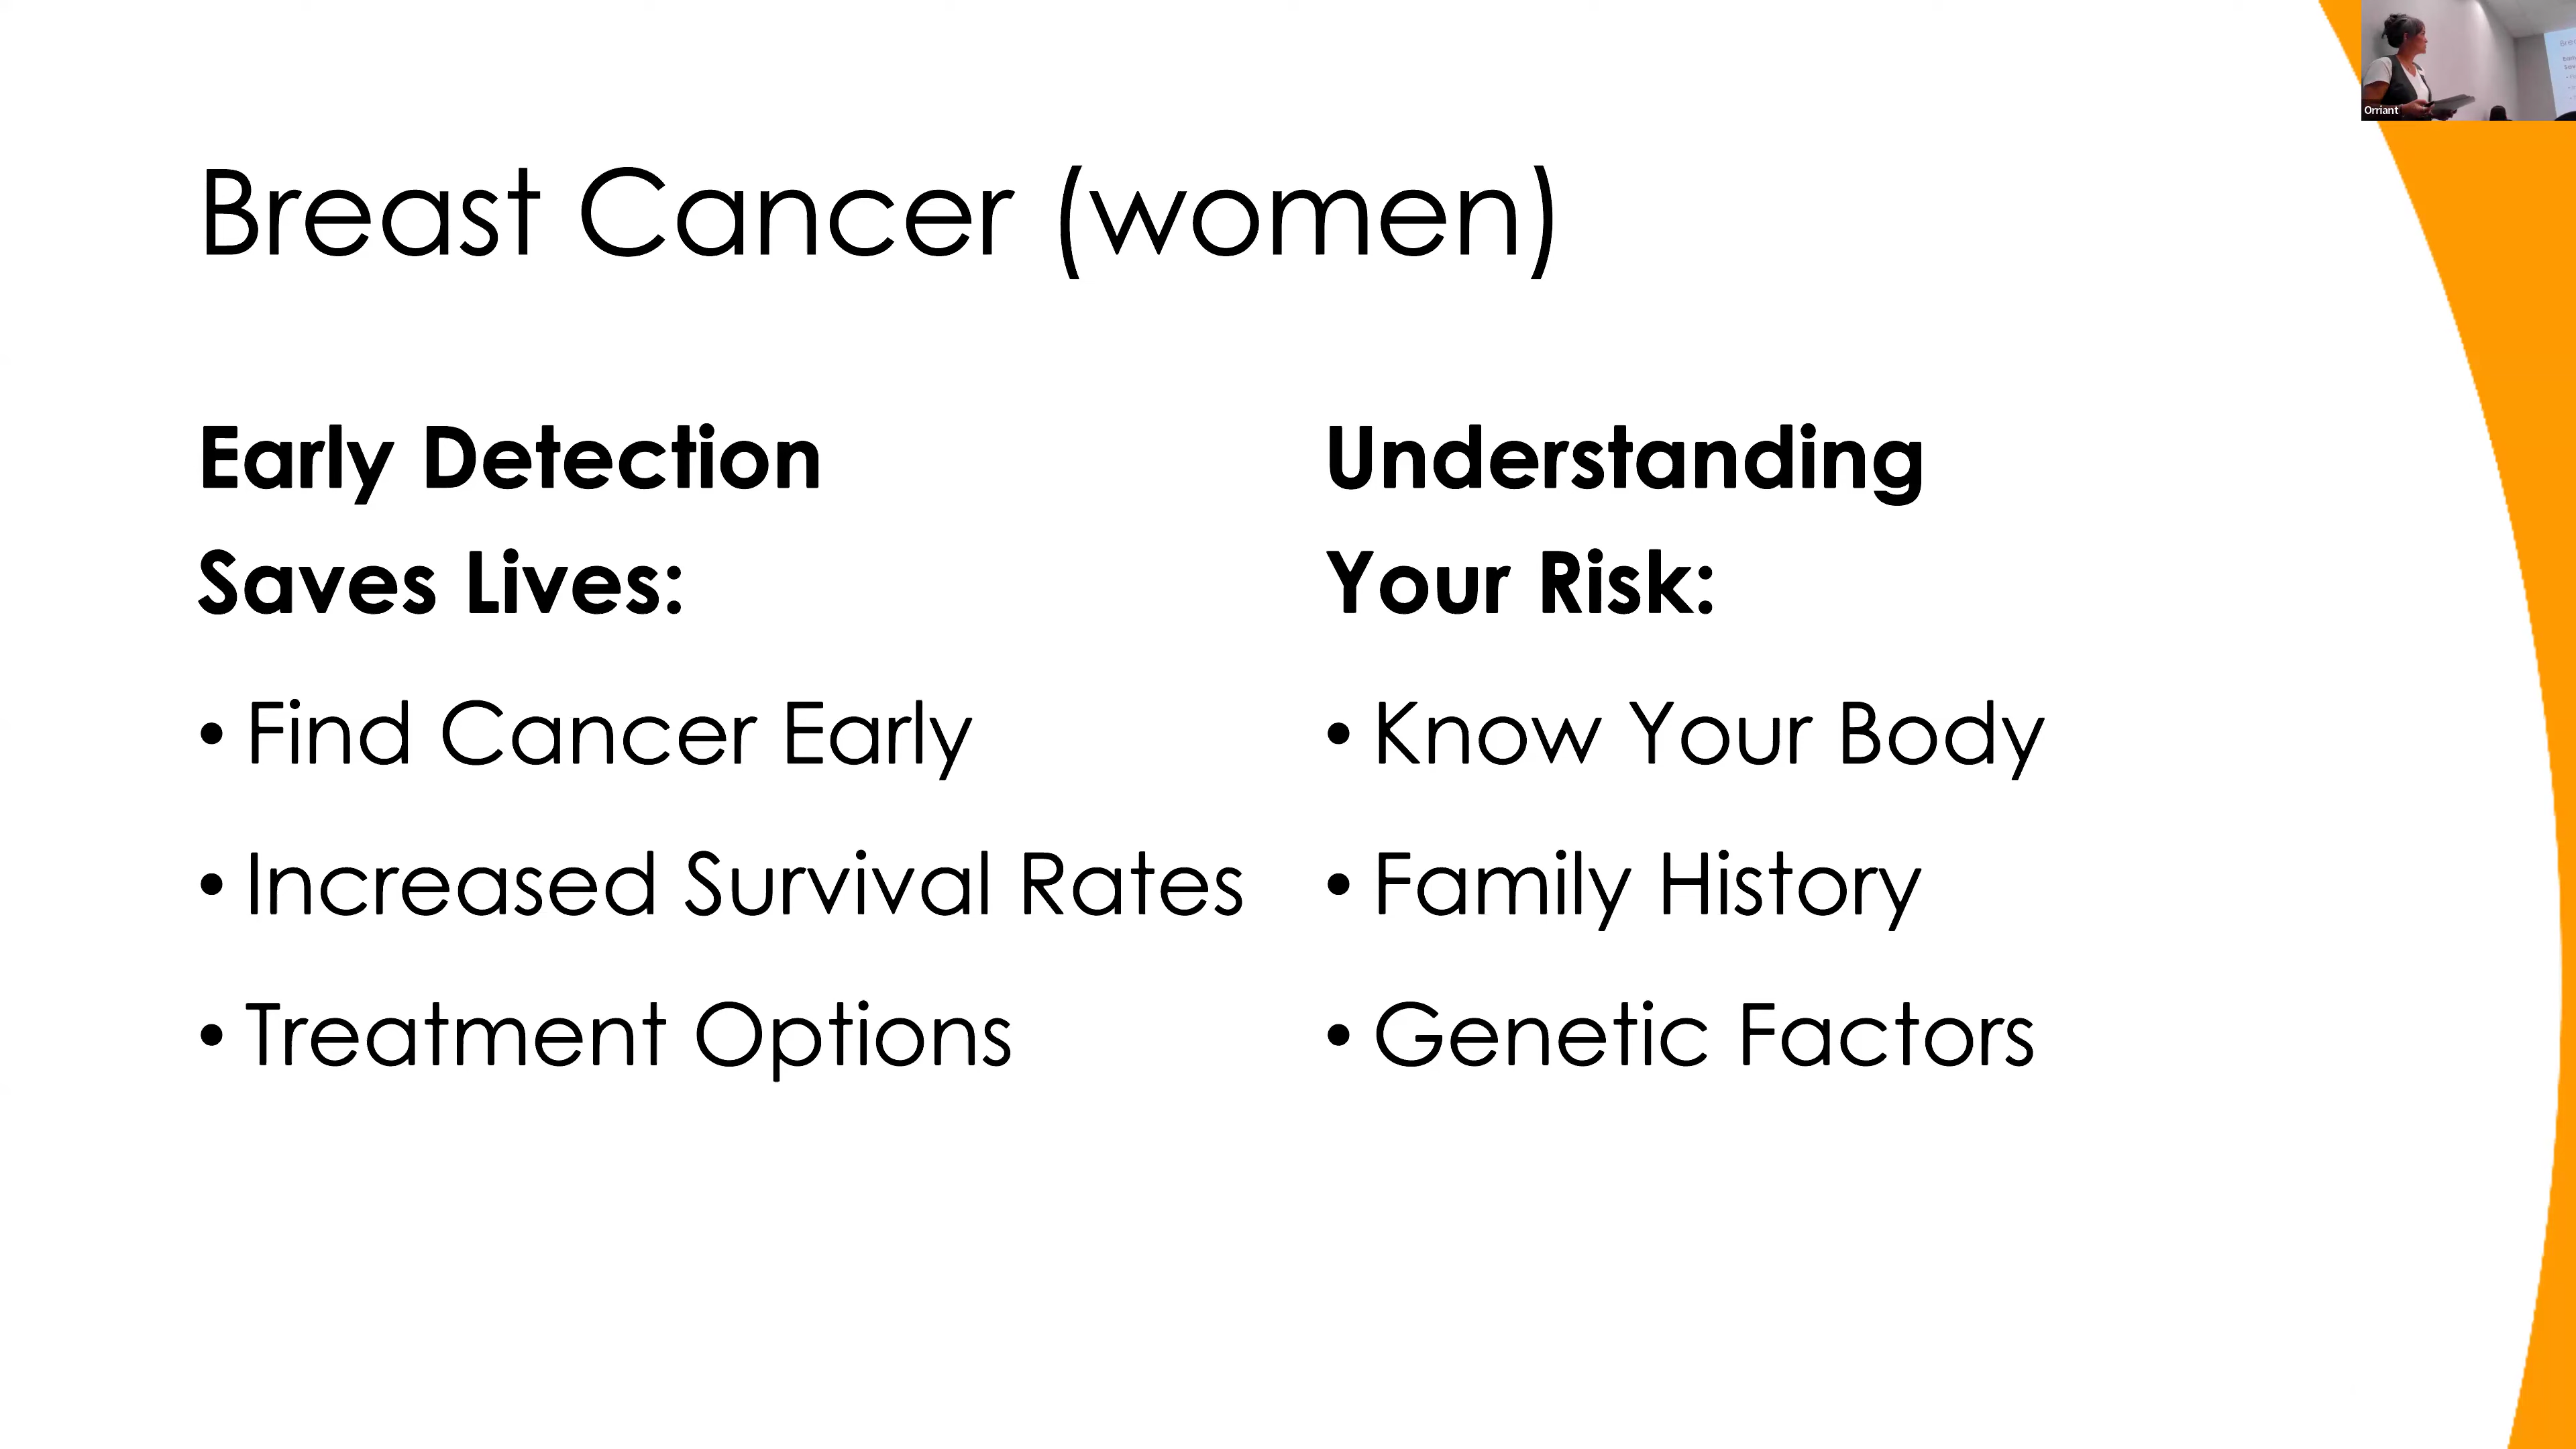 Breast Cancer (women)
Early Detection
Saves Lives:
• Find Cancer Early
• Increased Survival Rates
• Treatment Options
Understanding
Your Risk:
• Know Your Body
• Family History
• Genetic Factors
Orriant